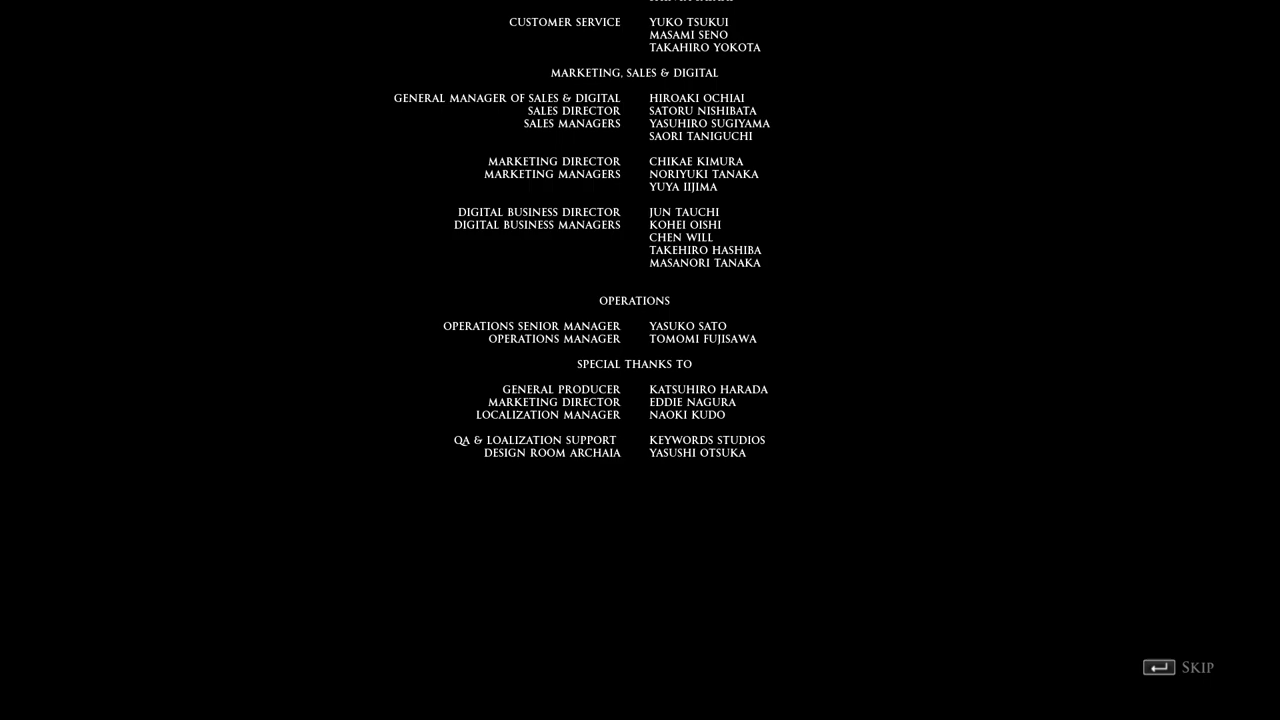 CUSTOMER SERVICE YUKO TSUKUI
MASAMI SENO
TAKAHIRO YOKOTA
MARKETING, SALES & DIGITAL
GENERAL MANAGER OF SALES & DIGITAL HIROAKI OCHIAI
SALES DIRECTOR SATORU NISHIBATA
SALES MANAGERS YASUHIRO SUGIYAMA
SAORI TANIGUCHI
MARKETING DIRECTOR CHIKAE KIMURA
MARKETING MANAGERS NORIYUKI TANAKA
YUYA IIJIMA
DIGITAL BUSINESS DIRECTOR JUN TAUCHI
DIGITAL BUSINESS MANAGERS KOHEI OISHI
CHEN WILL
TAKEHIRO HASHIBA
MASANORI TANAKA
OPERATIONS
OPERATIONS SENIOR MANAGER YASUKO SATO
OPERATIONS MANAGER TOMOMI FUJISAWA
SPECIAL THANKS TO
GENERAL PRODUCER KATSUHIRO HARADA
MARKETING DIRECTOR EDDIE NAGURA
LOCALIZATION MANAGER NAOKI KUDO
QA & LOALIZATION SUPPORT KEYWORDS STUDIOS
DESIGN ROOM ARCHAIA YASUSHI OTSUKA
SKIP